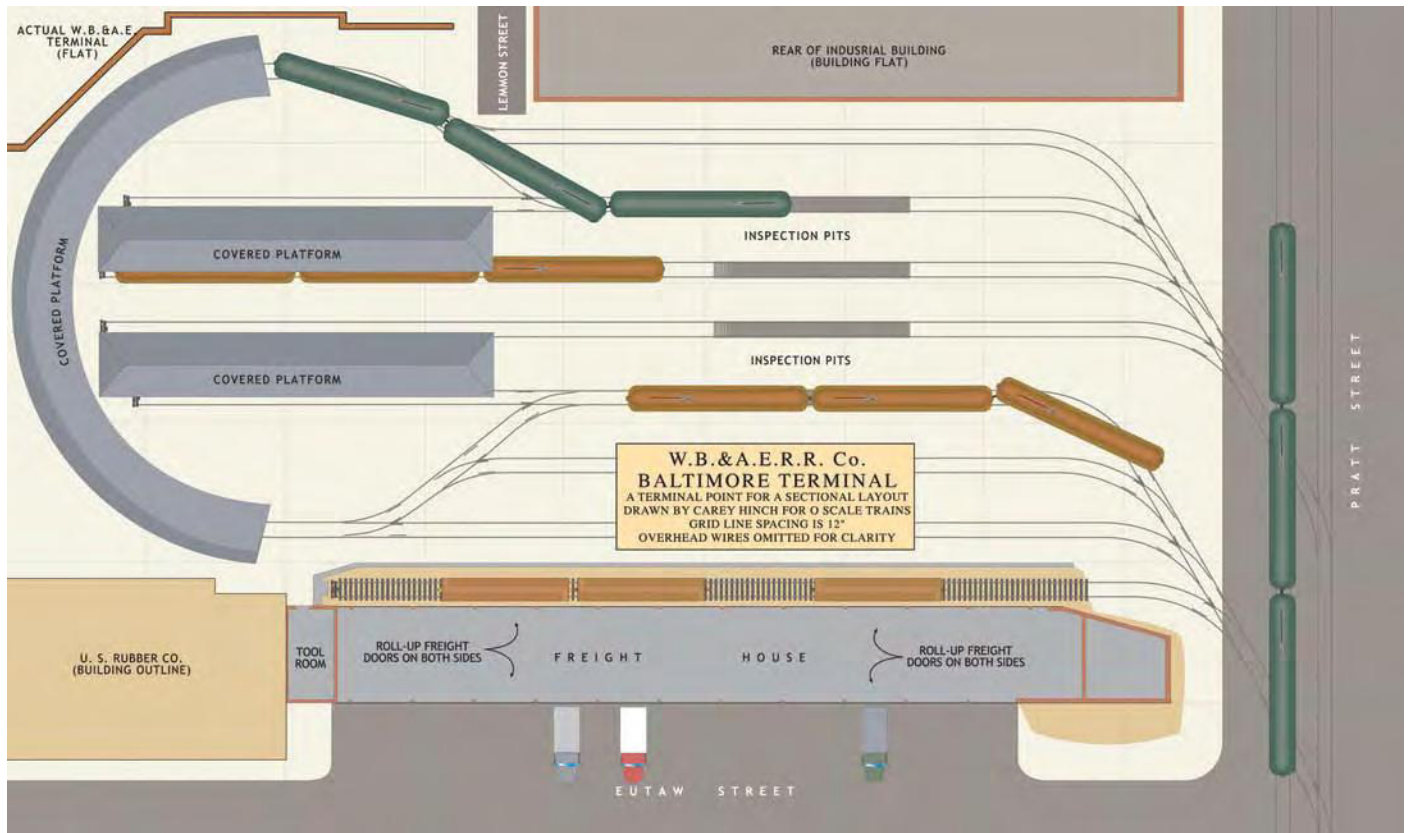 ACTUAL W.B.&A.E.
TERMINAL
(FLAT)
LEMMON STREET
REAR OF INDUSRIAL BUILDING
(BUILDING FLAT)
COVERED PLATFORM
COVERED PLATFORM
INSPECTION PITS
COVERED PLATFORM
INSPECTION PITS
PRATT STREET
W.B.&A.E.R.R. Co.
BALTIMORE TERMINAL
A TERMINAL POINT FOR A SECTIONAL LAYOUT
DRAWN BY CAREY HINCH FOR O SCALE TRAINS
GRID LINE SPACING IS 12"
OVERHEAD WIRES OMITTED FOR CLARITY
U. S. RUBBER CO.
(BUILDING OUTLINE)
TOOL
ROOM
ROLL-UP FREIGHT
DOORS ON BOTH SIDES
FREIGHT HOUSE
ROLL-UP FREIGHT
DOORS ON BOTH SIDES
EUTAW STREET